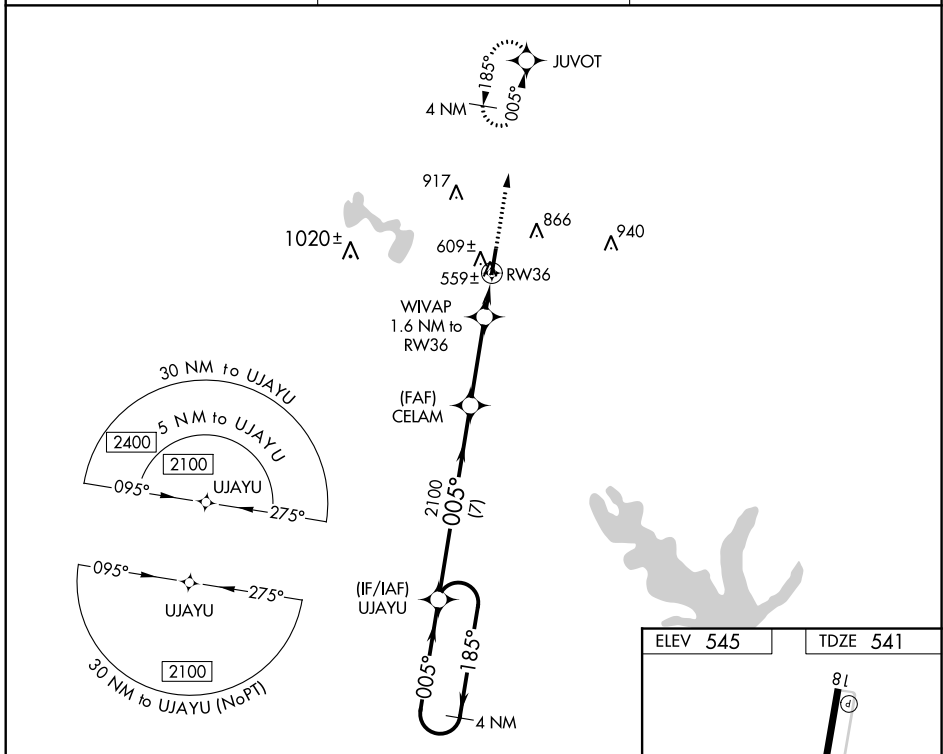 JUVOT
185°
005°
4 NM
917
866
940
1020±
609±
559±
RW36
WIVAP
1.6 NM to
RW36
(FAF)
CELAM
30 NM to UJAYU
5 NM to UJAYU
2400
2100
UJAYU
095°
275°
2100
005°
(7)
095°
275°
UJAYU
2100
30 NM to UJAYU (NoPT)
(IF/IAF)
UJAYU
005°
185°
4 NM
ELEV 545
TDZE 541
18
P